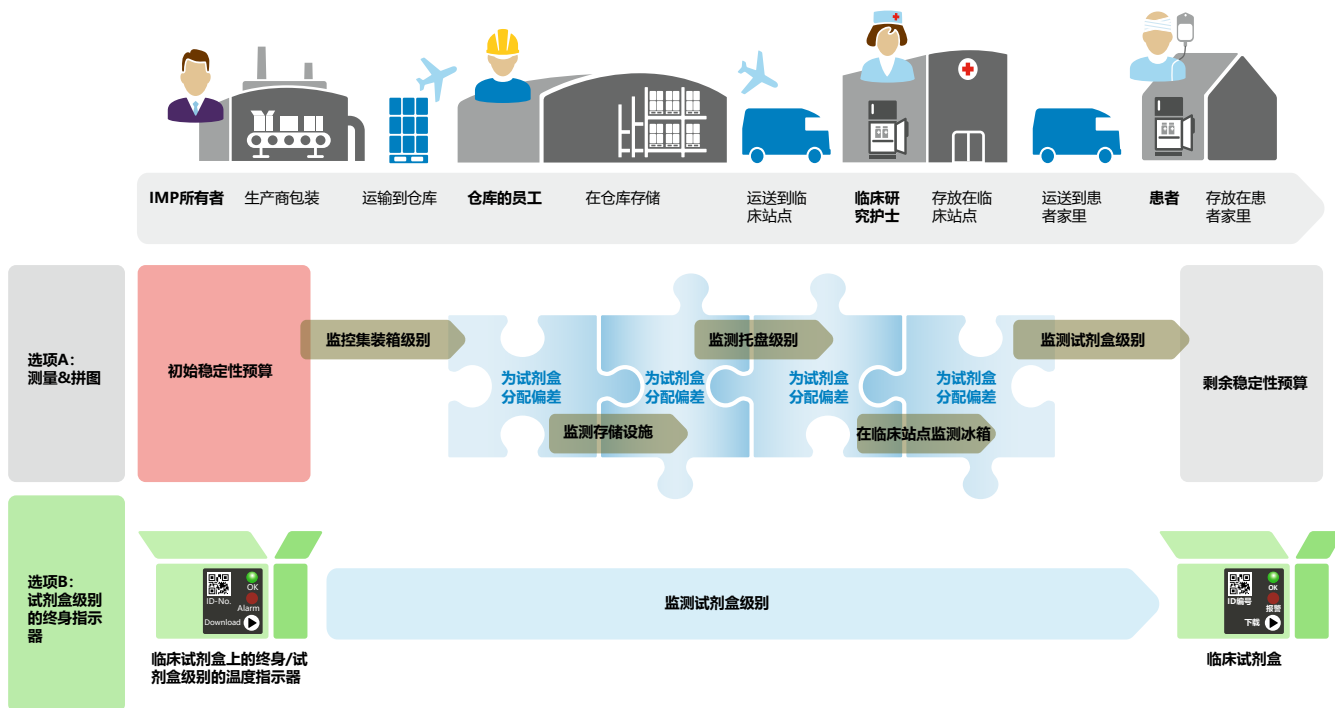 IMP所有者
生产商包装
运输到仓库
仓库的员工
在仓库存储
运送到临
床站点
临床研
究护士
存放在临
床站点
运送到患
者家里
患者
存放在患
者家里
选项A：
测量&拼图
初始稳定性预算
监控集装箱级别
监测托盘级别
监测试剂盒级别
为试剂盒
分配偏差
为试剂盒
分配偏差
为试剂盒
分配偏差
为试剂盒
分配偏差
监测存储设施
在临床站点监测冰箱
剩余稳定性预算
选项B：
试剂盒级别
的终身指示
器
OK
ID-No.
Alarm
Download
临床试剂盒上的终身/试
剂盒级别的温度指示器
监测试剂盒级别
OK
ID编号
报警
下载
临床试剂盒